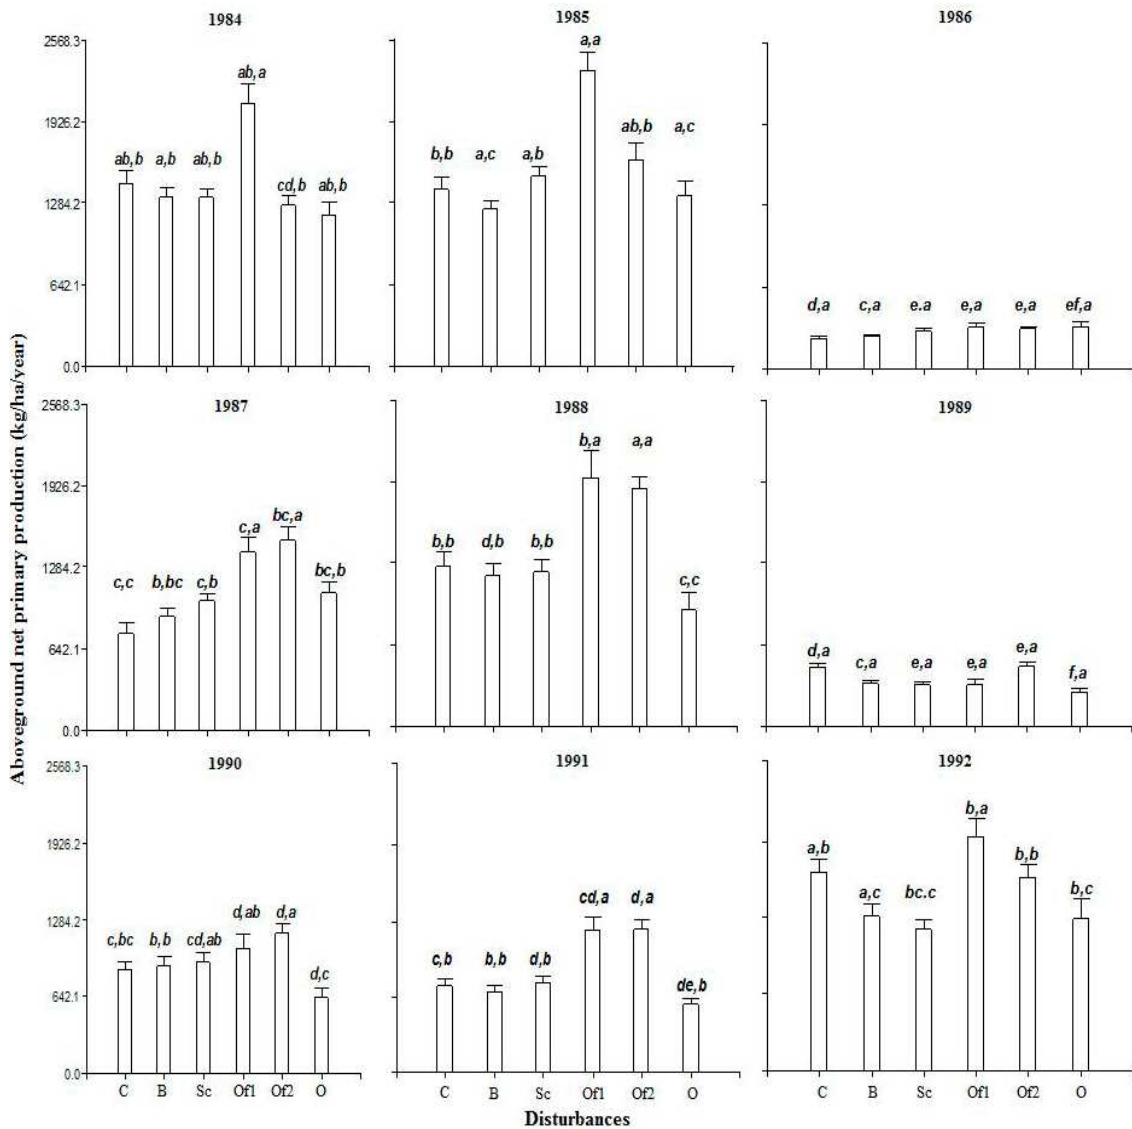 1984
1985
1986
2568.3
1926.2
1284.2
642.1
0.0
ab,b
a,b
ab,b
ab,a
cd,b
ab,b
b,b
a,c
a,b
a,a
ab,b
a,c
d,a
c,a
e.a
e,a
e,a
ef,a
1987
1988
1989
2568.3
1926.2
1284.2
642.1
0.0
c,c
b,bc
c,b
c,a
bc,a
bc,b
b,b
d,b
b,b
b,a
a,a
c,c
d,a
c,a
e,a
e,a
e,a
f,a
1990
1991
1992
2568.3
1926.2
1284.2
642.1
0.0
c,bc
b,b
cd,ab
d,ab
d,a
d,c
c,b
b,b
d,b
cd,a
d,a
de,b
a,b
a,c
bc.c
b,a
b,b
b,c
C B Sc Of1 Of2 O
C B Sc Of1 Of2 O
C B Sc Of1 Of2 O
Disturbances
Aboveground net primary production (kg/ha/year)